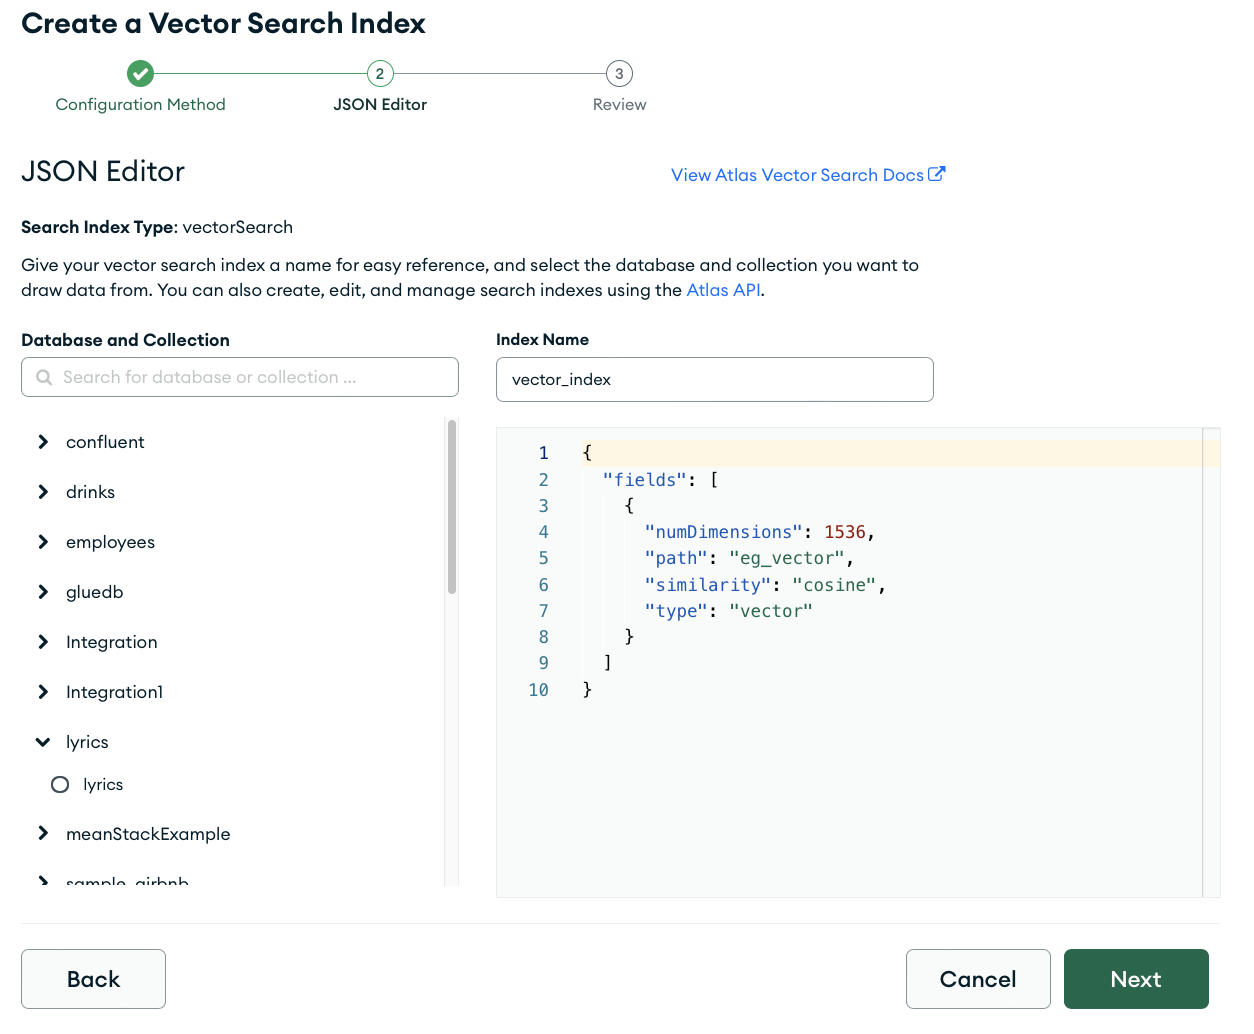 Create a Vector Search Index
2
3
Configuration Method
JSON Editor
Review
JSON Editor
View Atlas Vector Search Docs
Search Index Type: vectorSearch
Give your vector search index a name for easy reference, and select the database and collection you want to
draw data from. You can also create, edit, and manage search indexes using the Atlas API.
Database and Collection
Search for database or collection ...
confluent
drinks
employees
gluedb
Integration
Integration1
lyrics
lyrics
meanStackExample
sample_airbnb
Index Name
vector_index
1 {
2 "fields": [
3 {
4 "numDimensions": 1536,
5 "path": "eg_vector",
6 "similarity": "cosine",
7 "type": "vector"
8 }
9 ]
10 }
Back
Cancel
Next